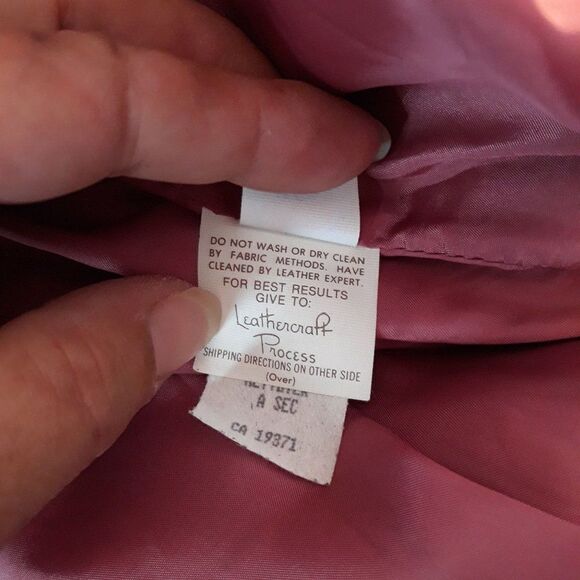 DO NOT WASH OR DRY CLEAN
BY FABRIC METHODS. HAVE
CLEANED BY LEATHER EXPERT.
FOR BEST RESULTS
GIVE TO:
Leathercraft
Process
SHIPPING DIRECTIONS ON OTHER SIDE
(Over)
A SEC
CA 19371